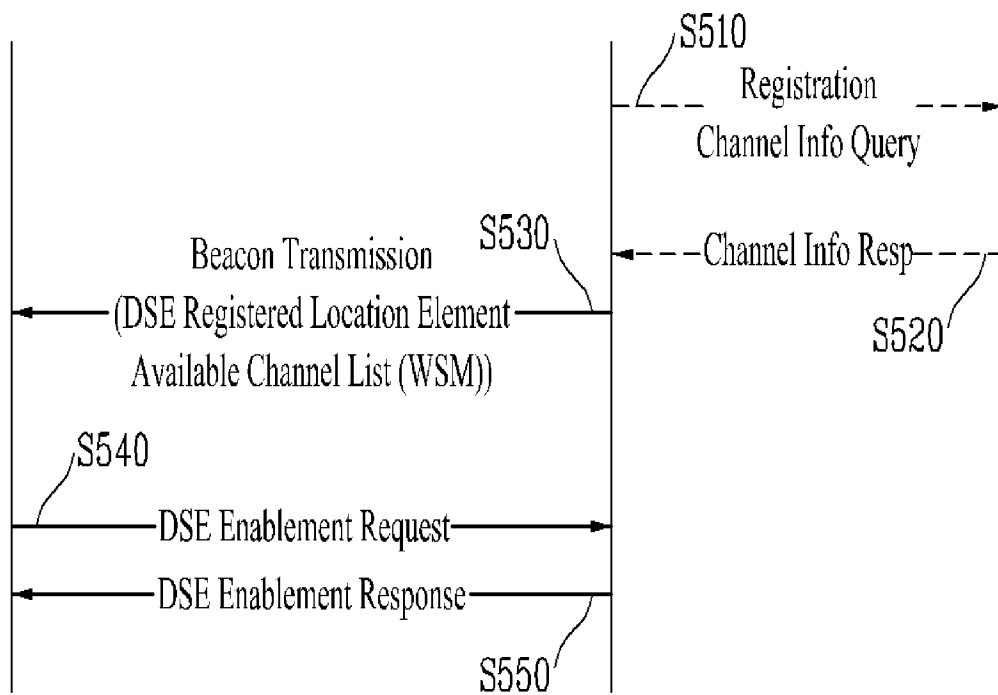 S510
Registration
Channel Info Query
S530
Beacon Transmission
(DSE Registered Location Element
Available Channel List (WSM))
Channel Info Resp
S520
S540
DSE Enablement Request
DSE Enablement Response
S550